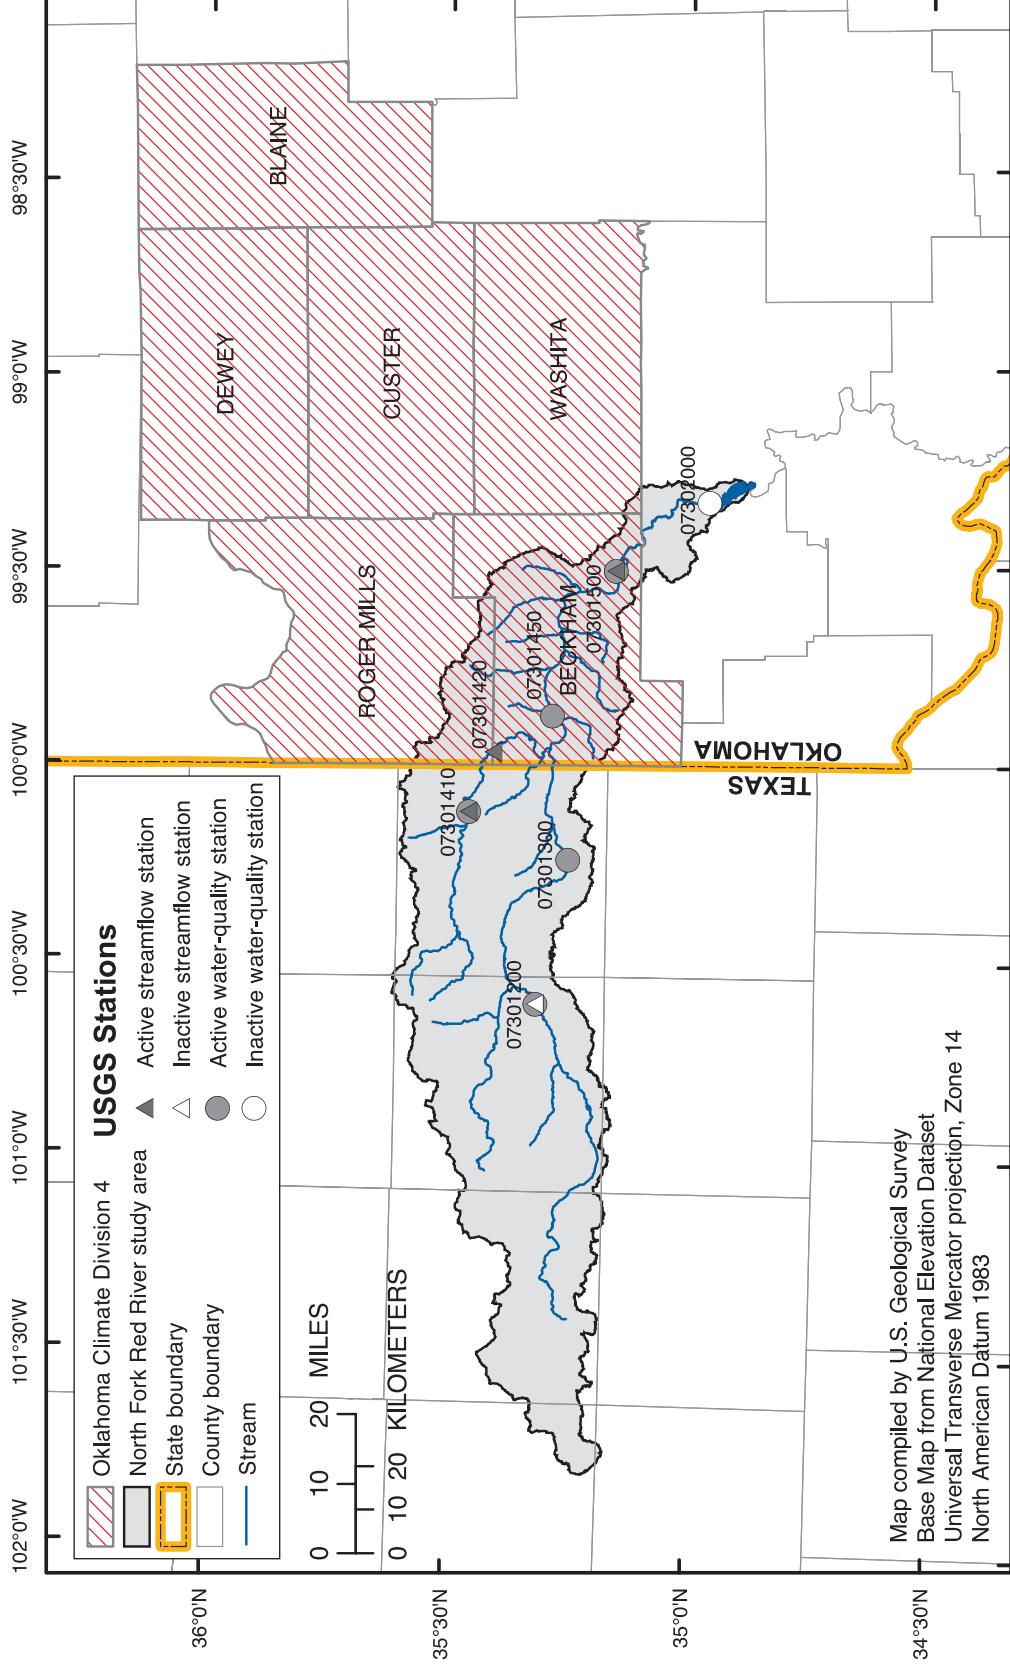 102°0'W
101°30'W
101°0'W
100°30'W
100°0'W
99°30'W
99°0'W
98°30'W
36°0'N
35°30'N
35°0'N
34°30'N
Oklahoma Climate Division 4
North Fork Red River study area
State boundary
County boundary
Stream
USGS Stations
Active streamflow station
Inactive streamflow station
Active water-quality station
Inactive water-quality station
0 10 20 MILES
0 10 20 KILOMETERS
DEWEY
BLAINE
CUSTER
ROGER MILLS
WASHITA
BECKHAM
07301410
07301420
07301200
07301300
07301450
07301500
07302000
TEXAS
OKLAHOMA
Map compiled by U.S. Geological Survey
Base Map from National Elevation Dataset
Universal Transverse Mercator projection, Zone 14
North American Datum 1983